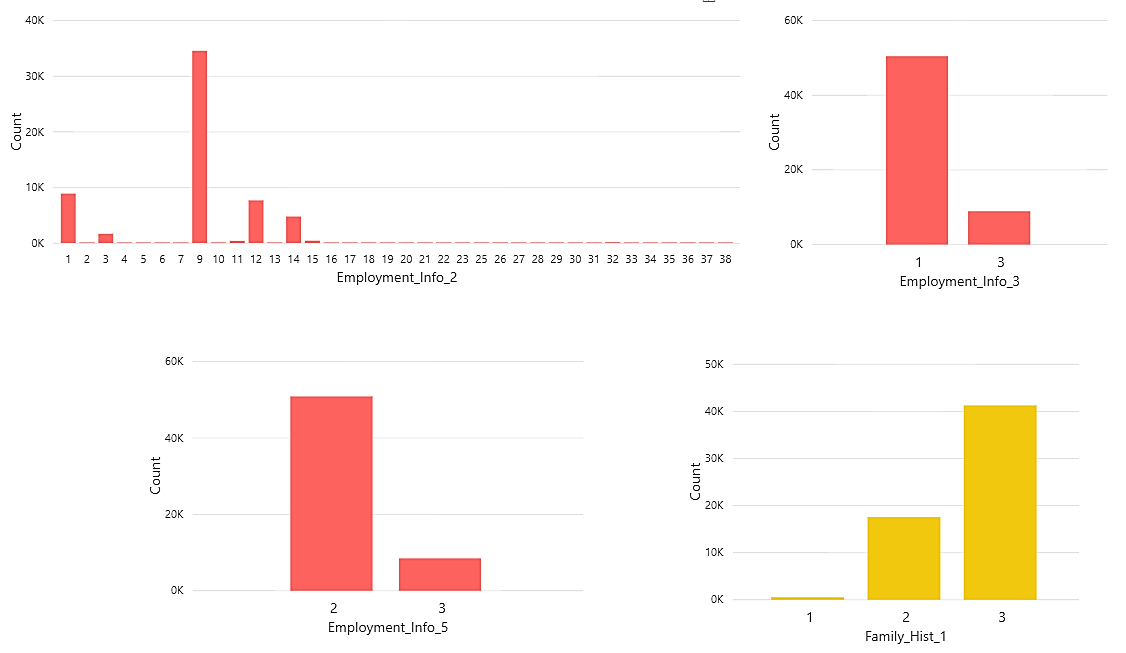 40K
30K
20K
10K
0K
Count
1 2 3 4 5 6 7 9 10 11 12 13 14 15 16 17 18 19 20 21 22 23 25 26 27 28 29 30 31 32 33 34 35 36 37 38
Employment_Info_2
60K
40K
20K
0K
Count
1 3
Employment_Info_3
60K
40K
20K
0K
Count
2 3
Employment_Info_5
50K
40K
30K
20K
10K
0K
Count
1 2 3
Family_Hist_1